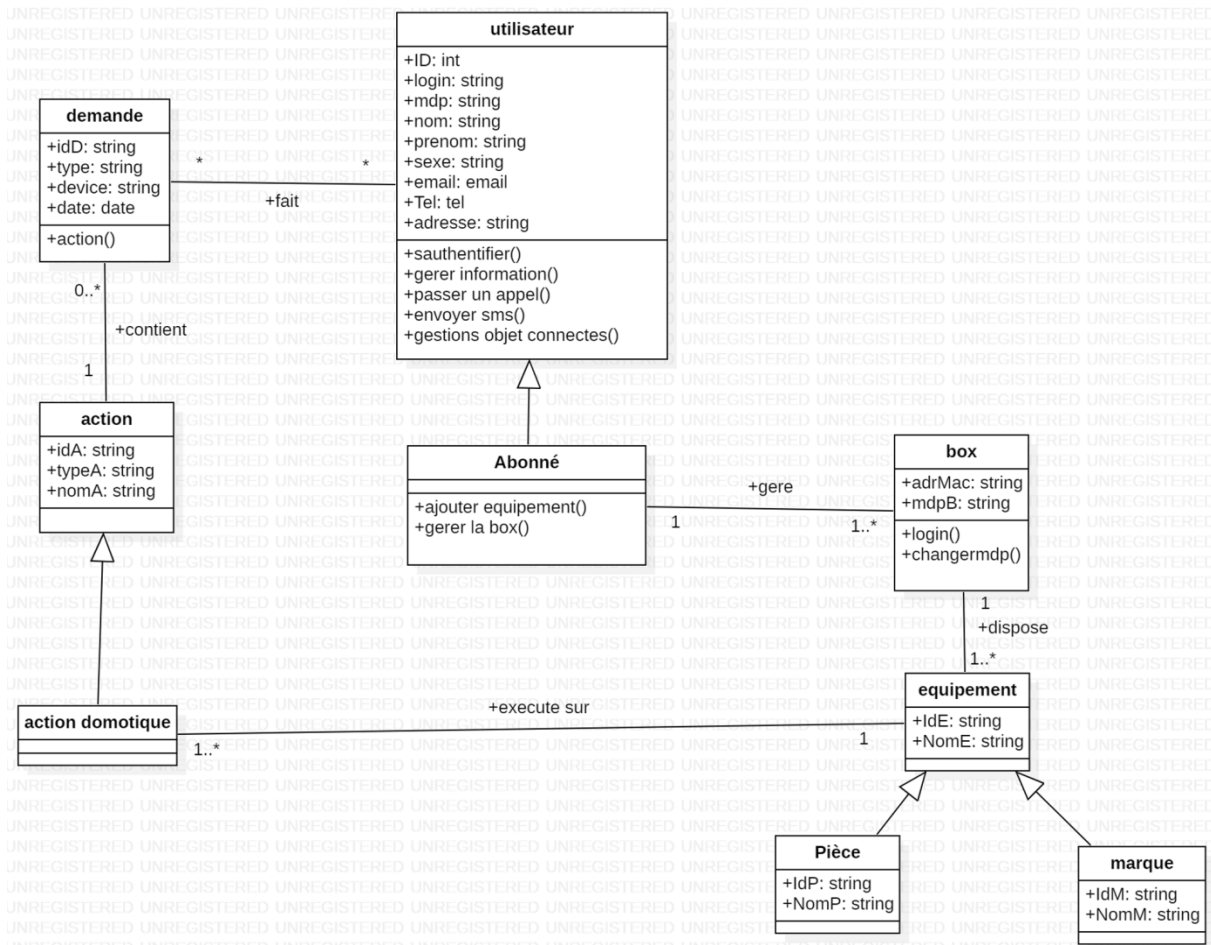 utilisateur
+ID: int
+login: string
+mdp: string
+nom: string
+prenom: string
+sexe: string
+email: email
+Tel: tel
+adresse: string
+sauthentifier()
+gerer information()
+passer un appel()
+envoyer sms()
+gestions objet connectes()
demande
+idD: string
+type: string
+device: string
+date: date
+action()
*
*
+fait
0..*
+contient
1
action
+idA: string
+typeA: string
+nomA: string
Abonné
+ajouter equipement()
+gerer la box()
+gere
1
1..*
box
+adrMac: string
+mdpB: string
+login()
+changermdp()
1
+dispose
1..*
equipement
+IdE: string
+NomE: string
action domotique
+execute sur
1..*
1
Pièce
+IdP: string
+NomP: string
marque
+IdM: string
+NomM: string
UNREGISTERED